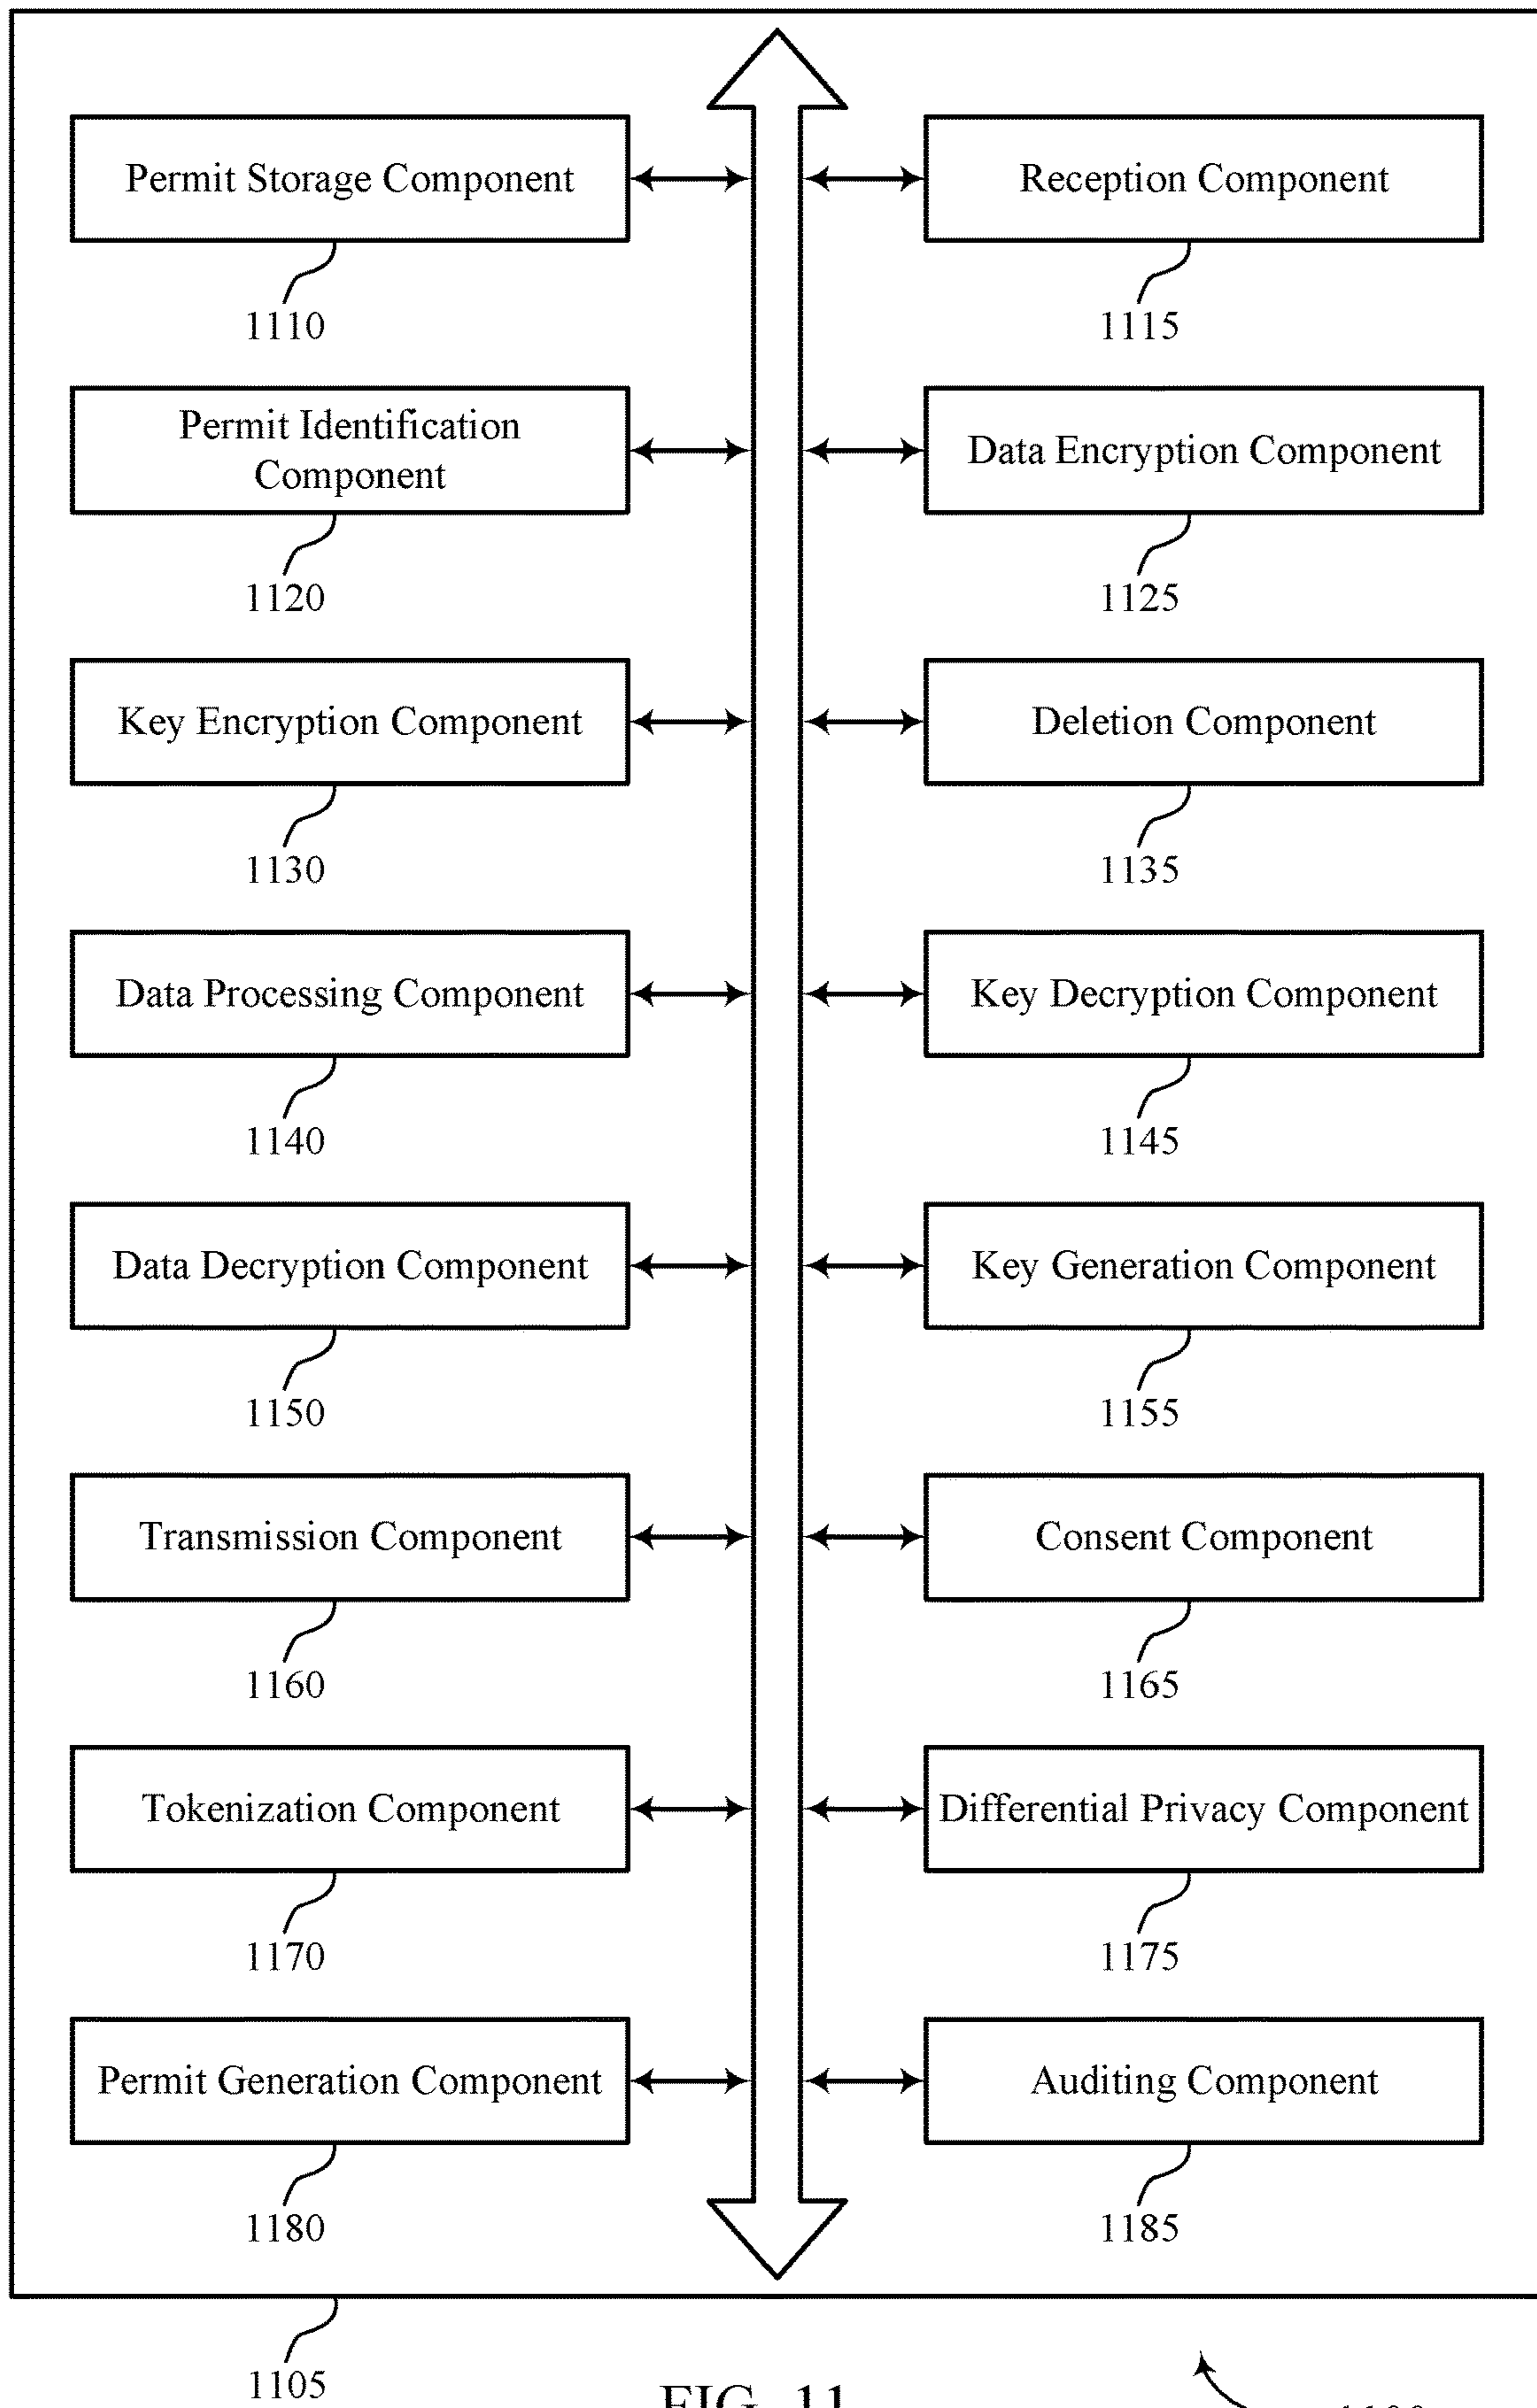 Permit Storage Component
Reception Component
1110
1115
Permit Identification
Component
Data Encryption Component
1120
1125
Key Encryption Component
Deletion Component
1130
1135
Data Processing Component
Key Decryption Component
1140
1145
Data Decryption Component
Key Generation Component
1150
1155
Transmission Component
Consent Component
1160
1165
Tokenization Component
Differential Privacy Component
1170
1175
Permit Generation Component
Auditing Component
1180
1185
1105
FIG. 11